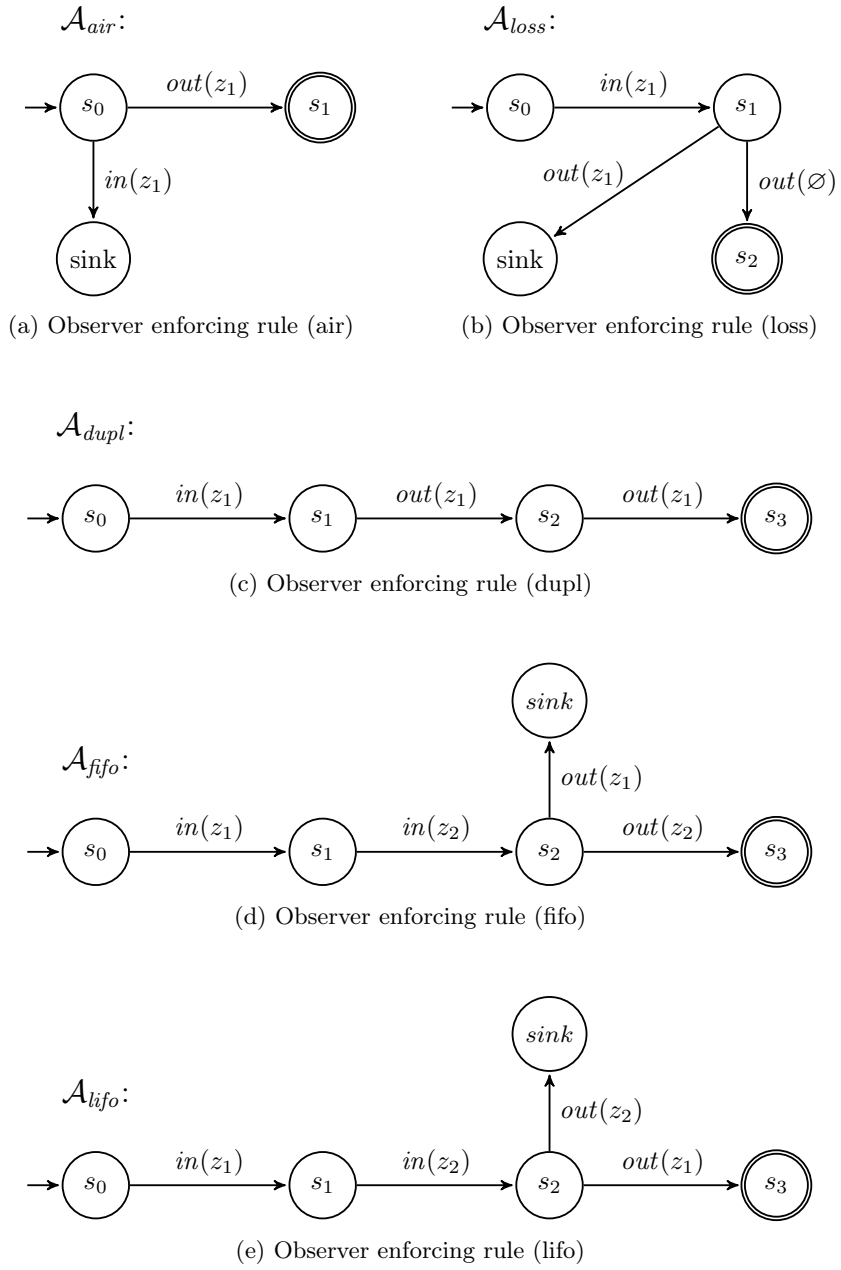 𝒜air: 𝒜loss:
s₀ out(z₁) s₁
in(z₁)
sink
s₀ in(z₁) s₁
out(z₁) out(∅)
sink s₂
(a) Observer enforcing rule (air)
(b) Observer enforcing rule (loss)
𝒜dupl:
s₀ in(z₁) s₁ out(z₁) s₂ out(z₁) s₃
(c) Observer enforcing rule (dupl)
sink
𝒜fifo:
out(z₁)
s₀ in(z₁) s₁ in(z₂) s₂ out(z₂) s₃
(d) Observer enforcing rule (fifo)
sink
𝒜lifo:
out(z₂)
s₀ in(z₁) s₁ in(z₂) s₂ out(z₁) s₃
(e) Observer enforcing rule (lifo)